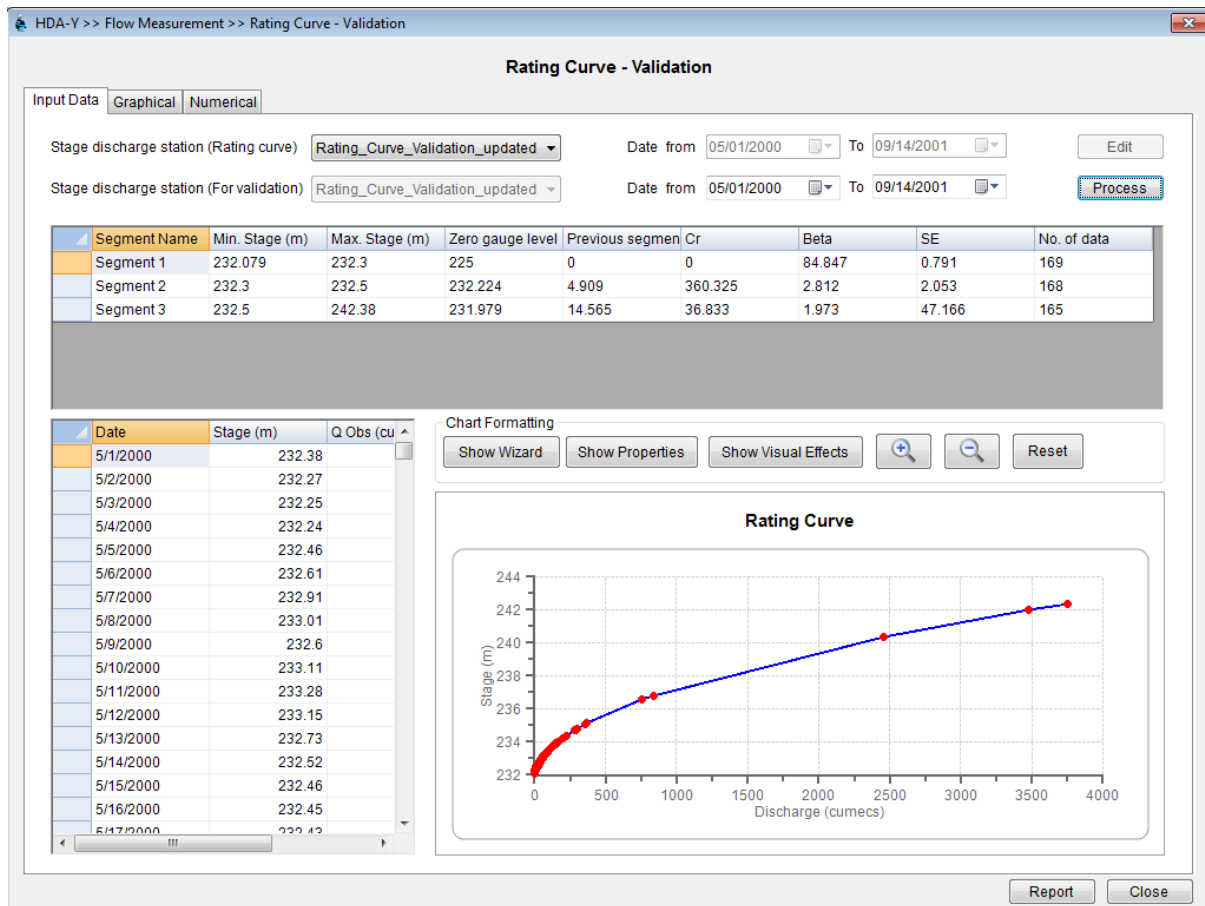 HDA-Y >> Flow Measurement >> Rating Curve - Validation
Rating Curve - Validation
Input Data Graphical Numerical
Stage discharge station (Rating curve) Rating_Curve_Validation_updated Date from 05/01/2000 To 09/14/2001 Edit
Stage discharge station (For validation) Rating_Curve_Validation_updated Date from 05/01/2000 To 09/14/2001 Process
Segment Name Min. Stage (m) Max. Stage (m) Zero gauge level Previous segmen Cr Beta SE No. of data
Segment 1 232.079 232.3 225 0 0 84.847 0.791 169
Segment 2 232.3 232.5 232.224 4.909 360.325 2.812 2.053 168
Segment 3 232.5 242.38 231.979 14.565 36.833 1.973 47.166 165
Date Stage (m) Q Obs (cu
5/1/2000 232.38
5/2/2000 232.27
5/3/2000 232.25
5/4/2000 232.24
5/5/2000 232.46
5/6/2000 232.61
5/7/2000 232.91
5/8/2000 233.01
5/9/2000 232.6
5/10/2000 233.11
5/11/2000 233.28
5/12/2000 233.15
5/13/2000 232.73
5/14/2000 232.52
5/15/2000 232.46
5/16/2000 232.45
5/17/2000 232.43
Chart Formatting
Show Wizard Show Properties Show Visual Effects Reset
Rating Curve
Stage (m)
244
242
240
238
236
234
232
0 500 1000 1500 2000 2500 3000 3500 4000
Discharge (cumecs)
Report Close